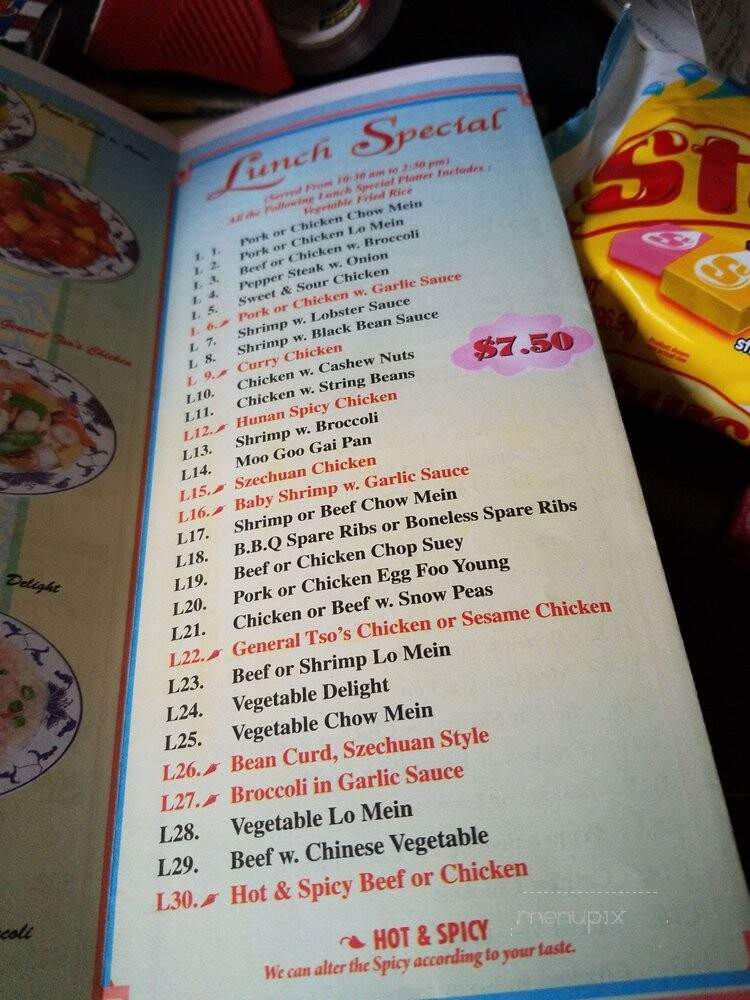 Lunch Special
(Served From 10:30 am to 2:30 pm)
All the Following Lunch Special Platter Includes :
Vegetable Fried Rice
L 1. Pork or Chicken Chow Mein
L 2. Pork or Chicken Lo Mein
L 3. Beef or Chicken w. Broccoli
L 4. Pepper Steak w. Onion
L 5. Sweet & Sour Chicken
L 6. Pork or Chicken w. Garlic Sauce
L 7. Shrimp w. Lobster Sauce
L 8. Shrimp w. Black Bean Sauce
L 9. Curry Chicken
L10. Chicken w. Cashew Nuts
L11. Chicken w. String Beans
L12. Hunan Spicy Chicken
L13. Shrimp w. Broccoli
L14. Moo Goo Gai Pan
L15. Szechuan Chicken
L16. Baby Shrimp w. Garlic Sauce
L17. Shrimp or Beef Chow Mein
L18. B.B.Q Spare Ribs or Boneless Spare Ribs
L19. Beef or Chicken Chop Suey
L20. Pork or Chicken Egg Foo Young
L21. Chicken or Beef w. Snow Peas
L22. General Tso's Chicken or Sesame Chicken
L23. Beef or Shrimp Lo Mein
L24. Vegetable Delight
L25. Vegetable Chow Mein
L26. Bean Curd, Szechuan Style
L27. Broccoli in Garlic Sauce
L28. Vegetable Lo Mein
L29. Beef w. Chinese Vegetable
L30. Hot & Spicy Beef or Chicken
$7.50
HOT & SPICY
We can alter the Spicy according to your taste.
General Tso's Chicken
Delight
coli
St
menupix